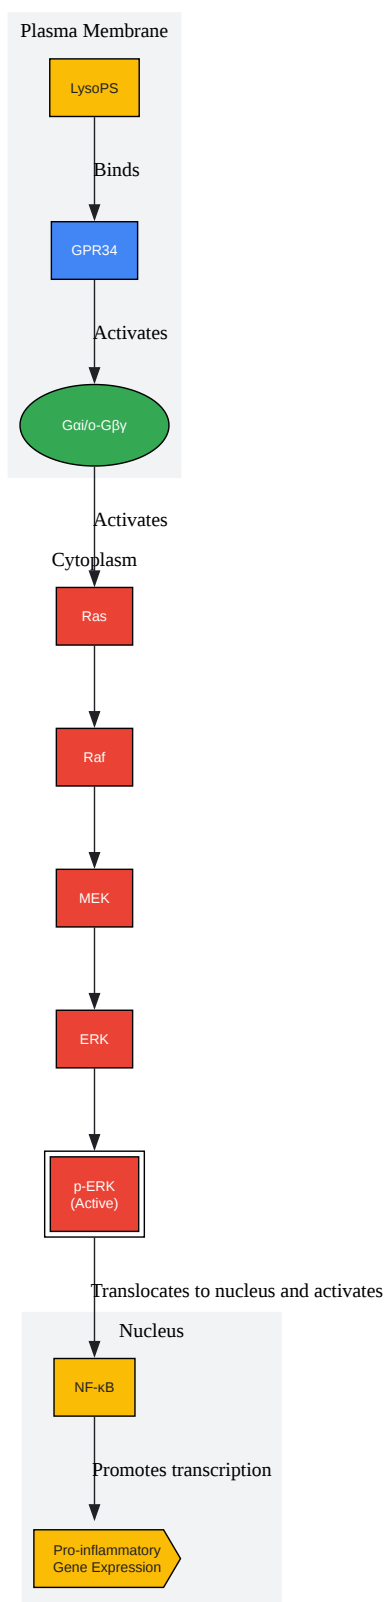 Plasma Membrane
LysoPS
Binds
GPR34
Activates
Gαi/o-Gβγ
Activates
Cytoplasm
Ras
Raf
MEK
ERK
p-ERK
(Active)
Translocates to nucleus and activates
Nucleus
NF-κB
Promotes transcription
Pro-inflammatory
Gene Expression